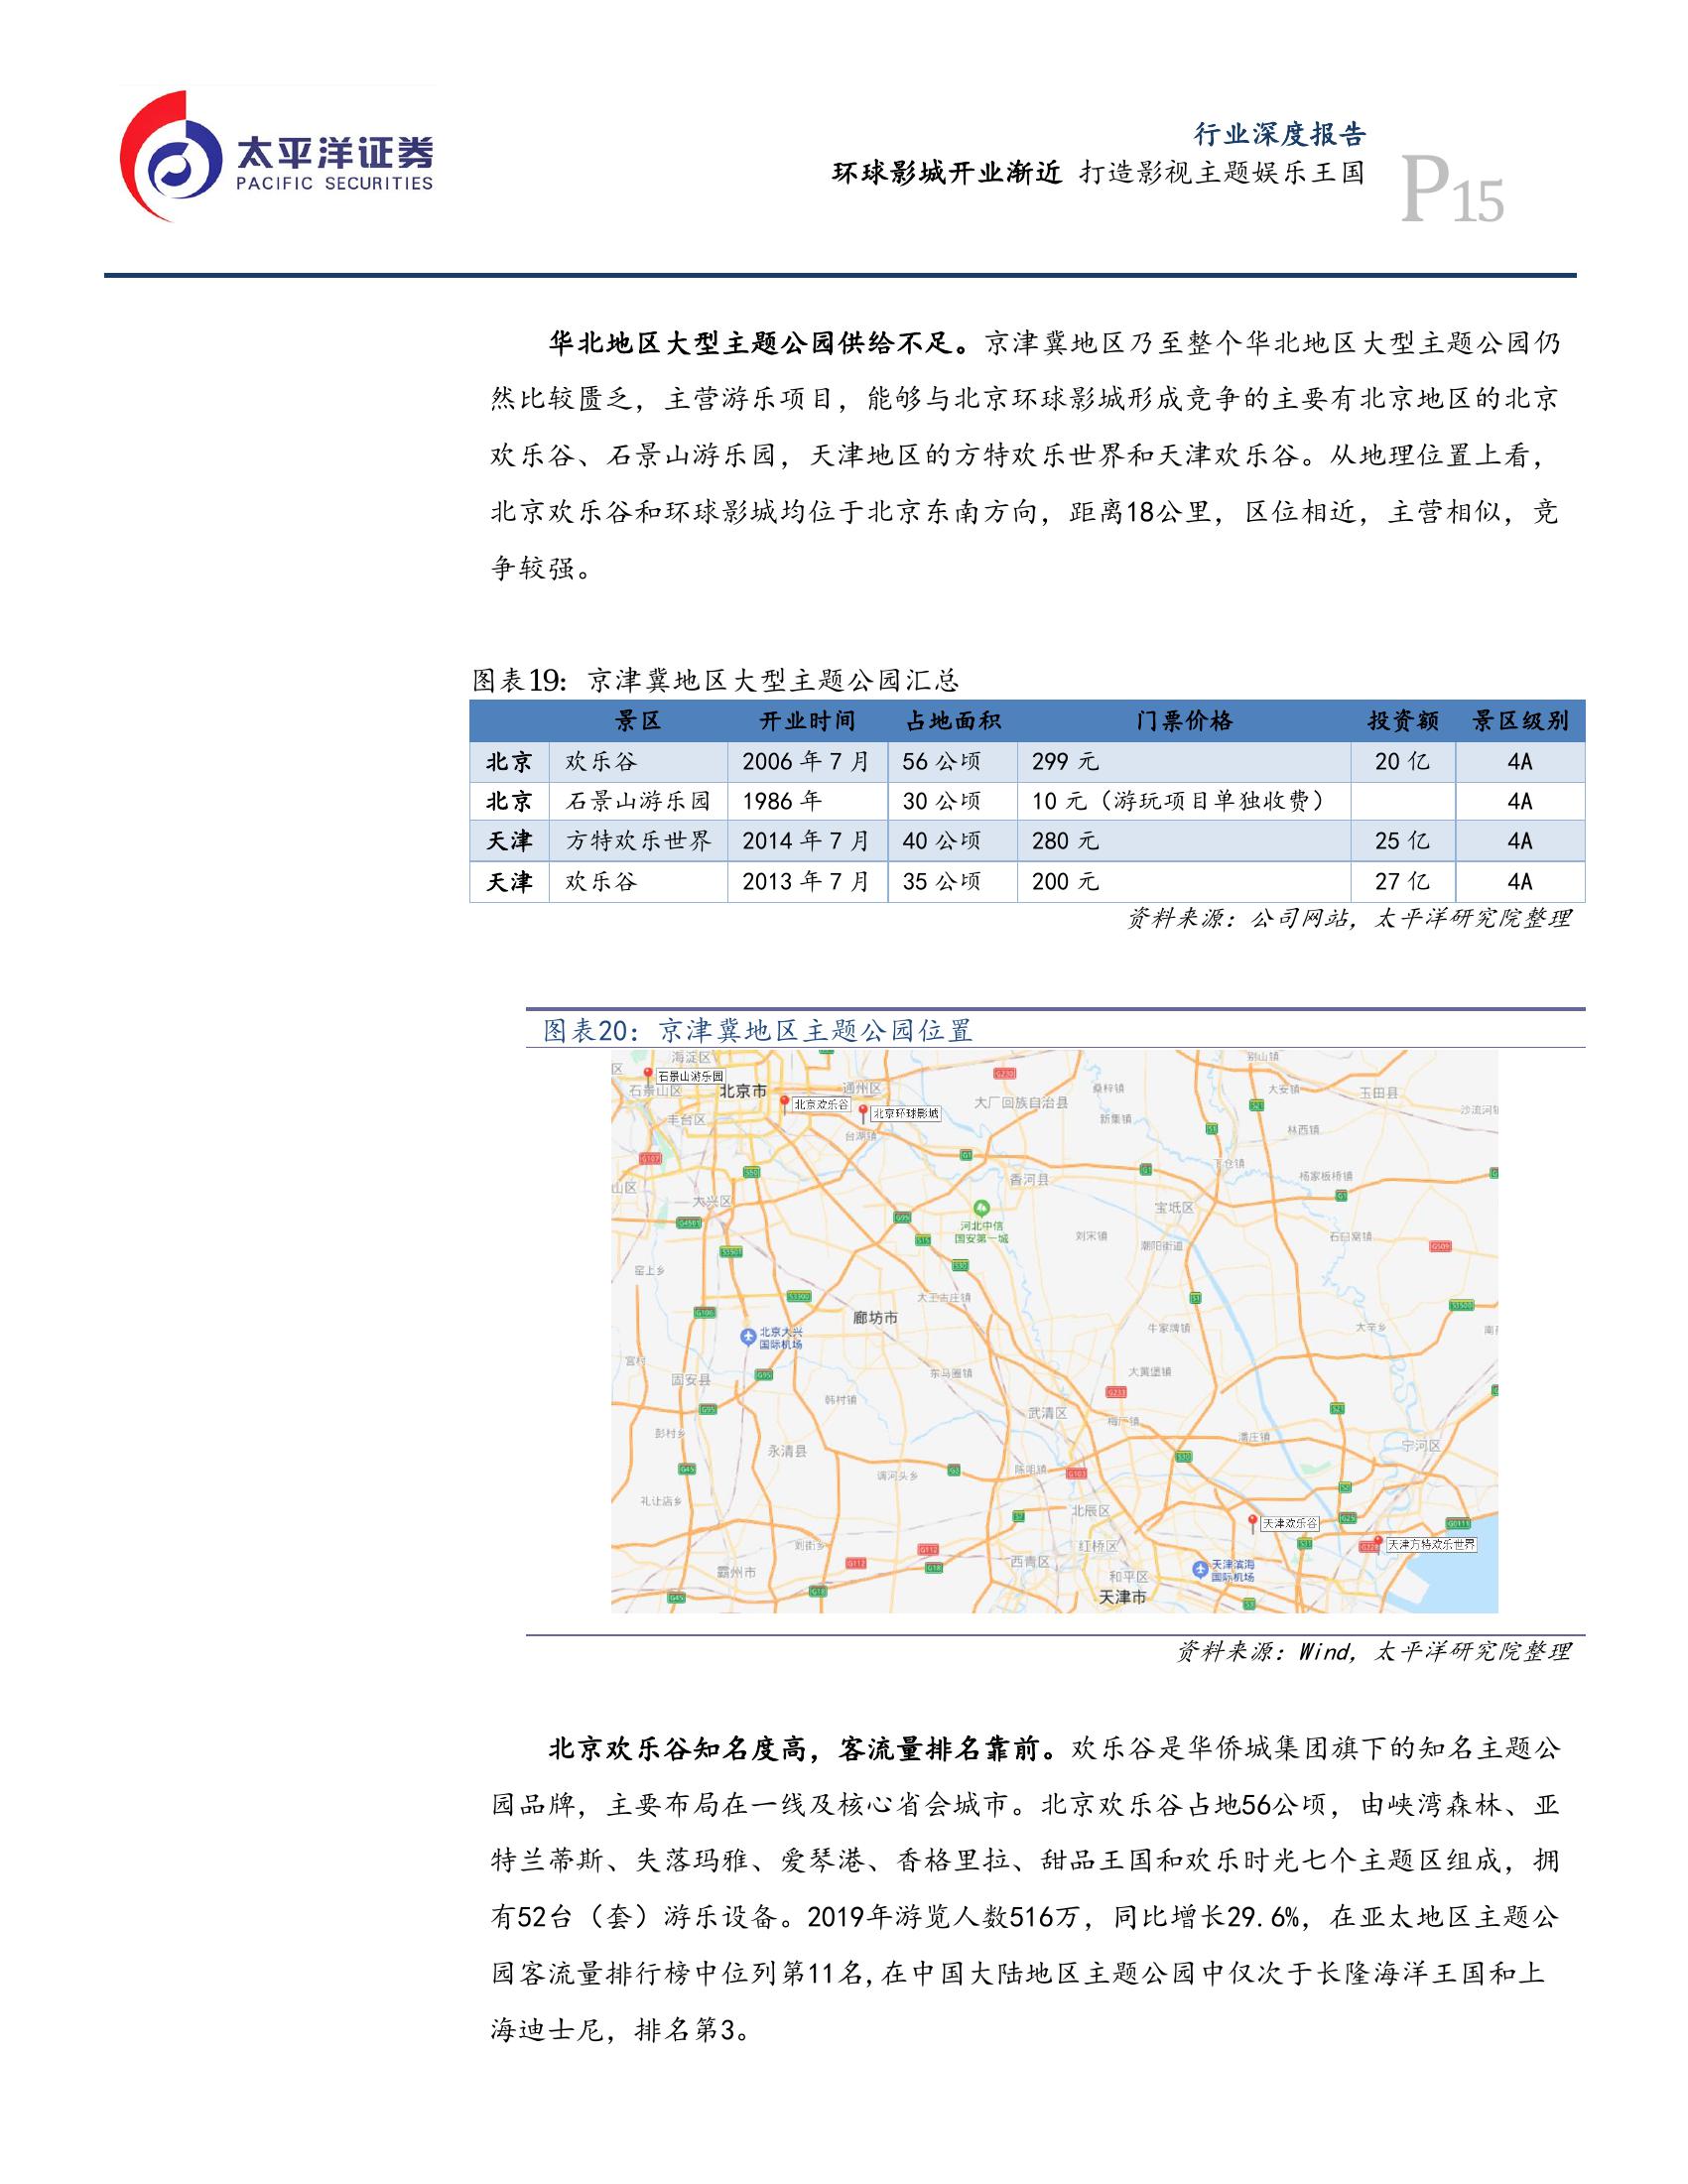 太平洋证券
PACIFIC SECURITIES
行业深度报告
环球影城开业渐近 打造影视主题娱乐王国
P15
华北地区大型主题公园供给不足。京津冀地区乃至整个华北地区大型主题公园仍
然比较匮乏，主营游乐项目，能够与北京环球影城形成竞争的主要有北京地区的北京
欢乐谷、石景山游乐园，天津地区的方特欢乐世界和天津欢乐谷。从地理位置上看，
北京欢乐谷和环球影城均位于北京东南方向，距离18公里，区位相近，主营相似，竞
争较强。
图表19：京津冀地区大型主题公园汇总
景区 开业时间 占地面积 门票价格 投资额 景区级别
北京 欢乐谷 2006 年 7 月 56 公顷 299 元 20 亿 4A
北京 石景山游乐园 1986 年 30 公顷 10 元（游玩项目单独收费） 4A
天津 方特欢乐世界 2014 年 7 月 40 公顷 280 元 25 亿 4A
天津 欢乐谷 2013 年 7 月 35 公顷 200 元 27 亿 4A
资料来源：公司网站，太平洋研究院整理
图表20：京津冀地区主题公园位置
海淀区
别山镇
区
石景山游乐园
石景山区
北京市
通州区
G230
桑梓镇
大安镇
玉田县
北京欢乐谷
北京环球影城
大厂回族自治县
新集镇
沙流河镇
丰台区
台湖镇
林西镇
G107
香河县
下仓镇
杨家板桥镇
山区
大兴区
宝坻区
河北中信
国安第一城
刘宋镇
潮阳街道
石臼窝镇
G509
窑上乡
大王古庄镇
廊坊市
北京大兴
国际机场
牛家牌镇
大辛乡
宫村
固安县
东马圈镇
大黄堡镇
韩村镇
G233
武清区
梅厂镇
彭村乡
永清县
潘庄镇
宁河区
调河头乡
陈咀镇
G103
礼让店乡
北辰区
天津欢乐谷
刘街乡
红桥区
天津方特欢乐世界
G112
霸州市
西青区
和平区
天津滨海
国际机场
天津市
资料来源：Wind，太平洋研究院整理
北京欢乐谷知名度高，客流量排名靠前。欢乐谷是华侨城集团旗下的知名主题公
园品牌，主要布局在一线及核心省会城市。北京欢乐谷占地56公顷，由峡湾森林、亚
特兰蒂斯、失落玛雅、爱琴港、香格里拉、甜品王国和欢乐时光七个主题区组成，拥
有52台（套）游乐设备。2019年游览人数516万，同比增长29.6%，在亚太地区主题公
园客流量排行榜中位列第11名,在中国大陆地区主题公园中仅次于长隆海洋王国和上
海迪士尼，排名第3。